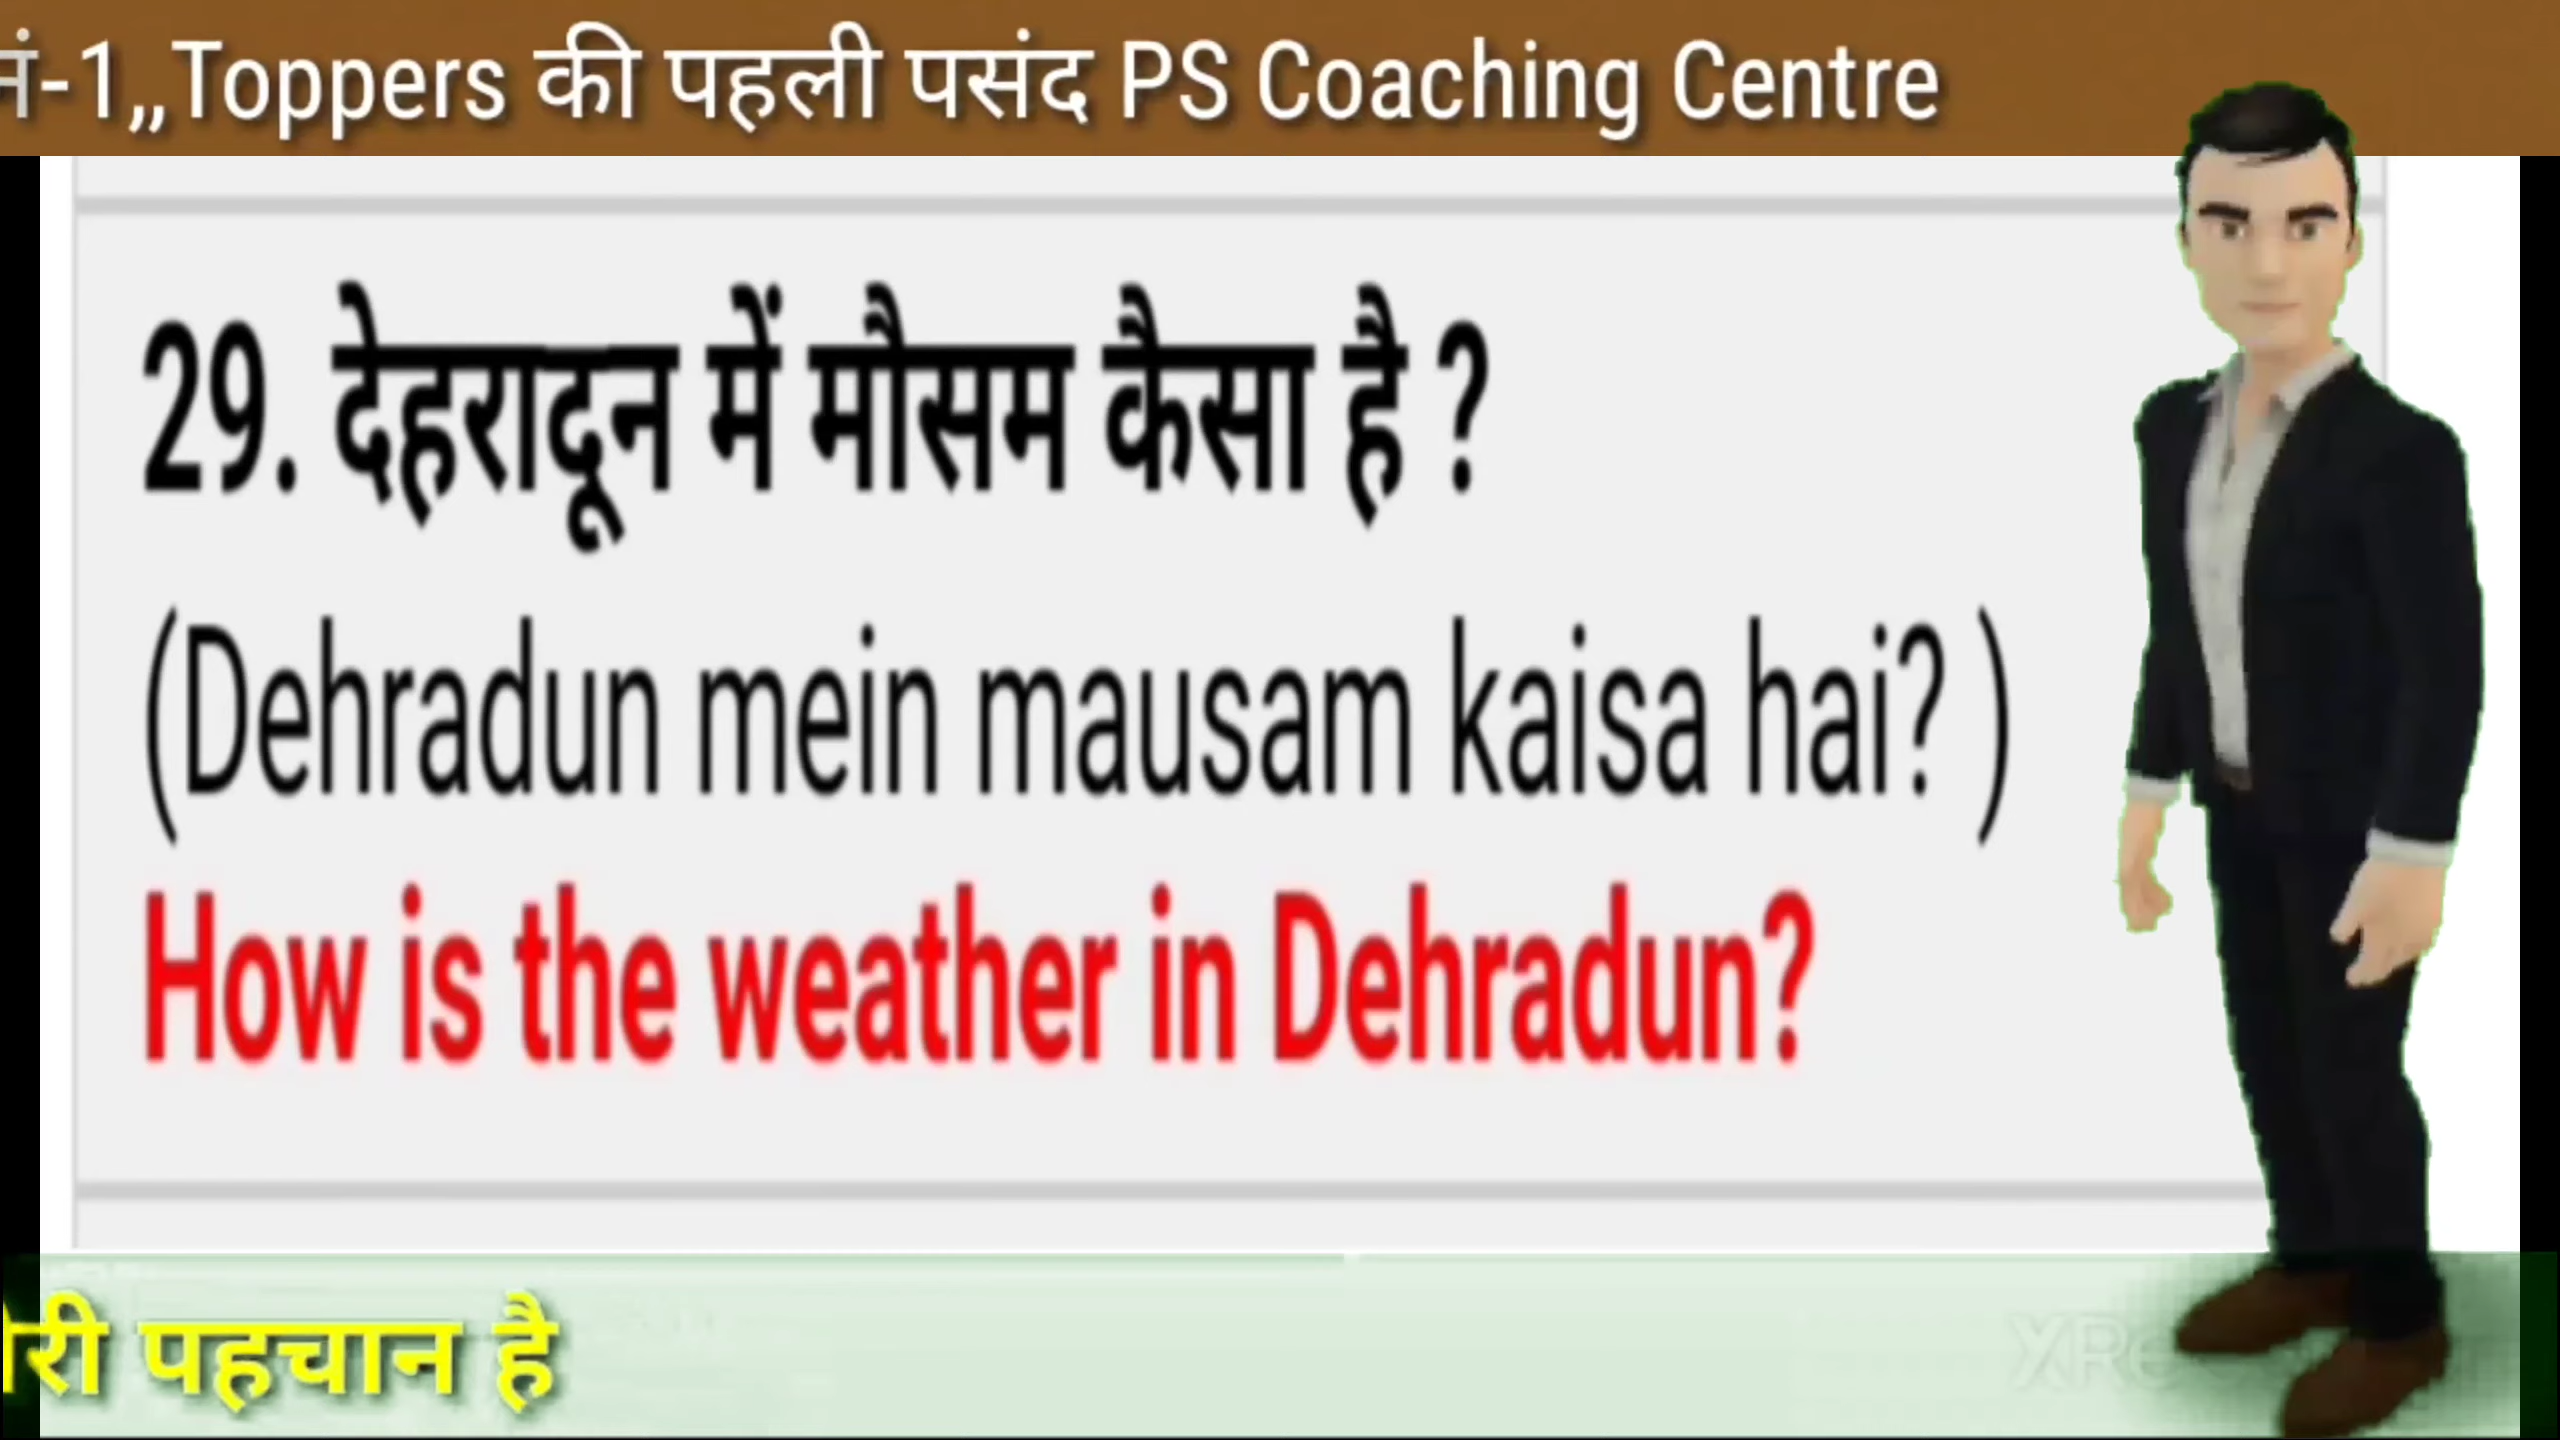 -1,,Toppers की पहली पसंद PS Coaching Centre
29. देहरादून में मौसम कैसा है ?
(Dehradun mein mausam kaisa hai? )
How is the weather in Dehradun?
पहचान है